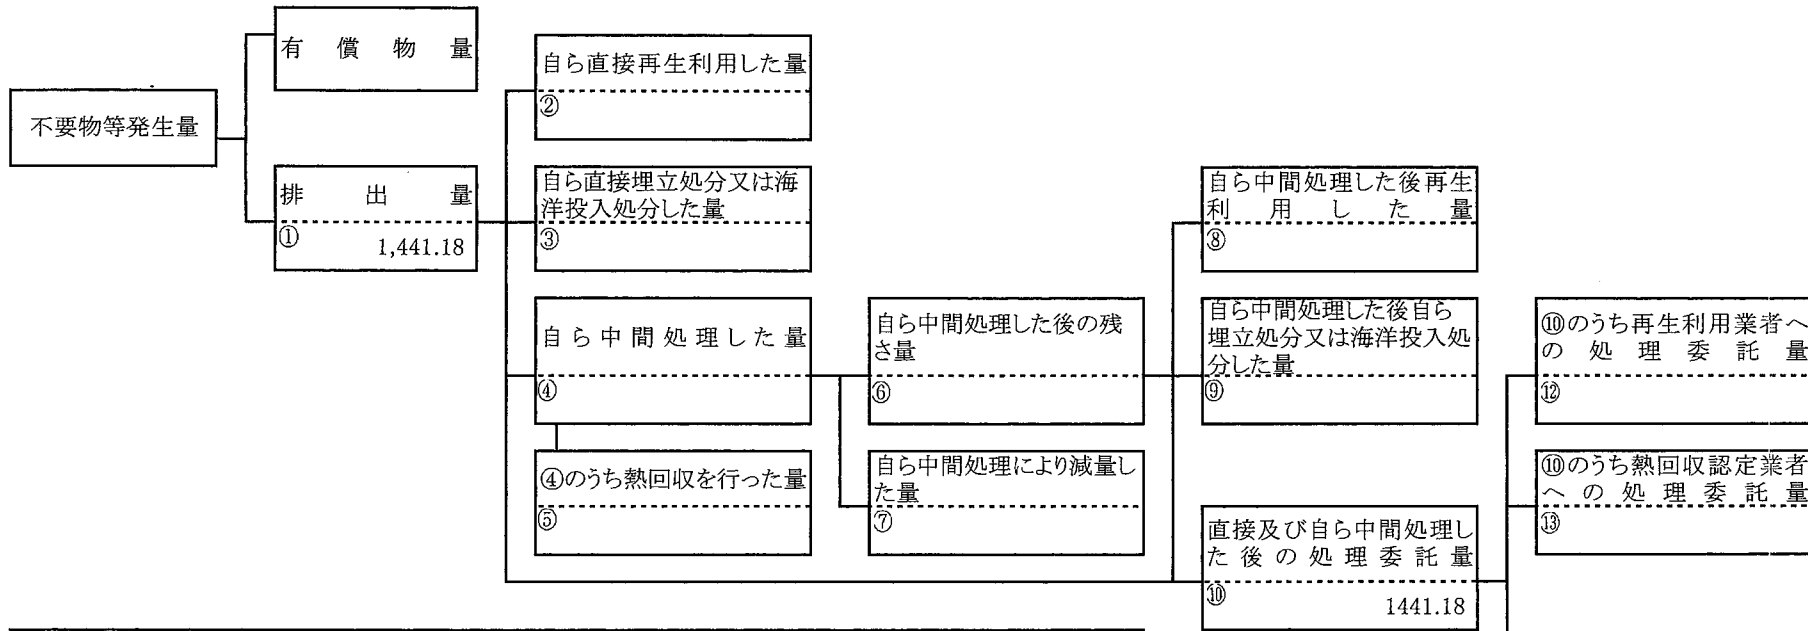 有償物量
不要物等発生量
排出量
①
1,441.18
自ら直接再生利用した量
②
自ら直接埋立処分又は海
洋投入処分した量
③
自ら中間処理した量
④
④のうち熱回収を行った量
⑤
自ら中間処理した後の残
さ量
⑥
自ら中間処理により減量し
た量
⑦
自ら中間処理した後再生
利用した量
⑧
自ら中間処理した後自ら
埋立処分又は海洋投入処
分した量
⑨
直接及び自ら中間処理し
た後の処理委託量
⑩
1441.18
⑩のうち再生利用業者へ
の処理委託量
⑫
⑩のうち熱回収認定業者
への処理委託量
⑬